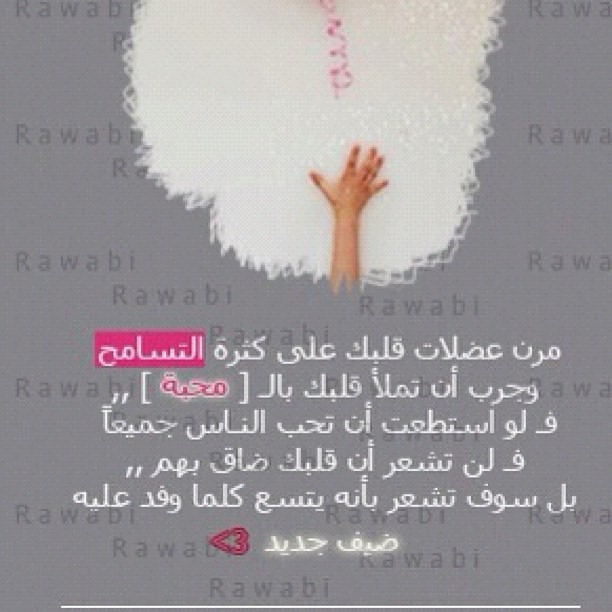 مرن عضلات قلبك على كثرة التسامح
وجرب أن تملأ قلبك بالـ [ محبة ] ,,
فـ لو استطعت أن تحب الناس جميعاً
فـ لن تشعر أن قلبك ضاق بهم ,,
بل سوف تشعر بأنه يتسع كلما وفد عليه
ضيف جديد <3
Rawabi